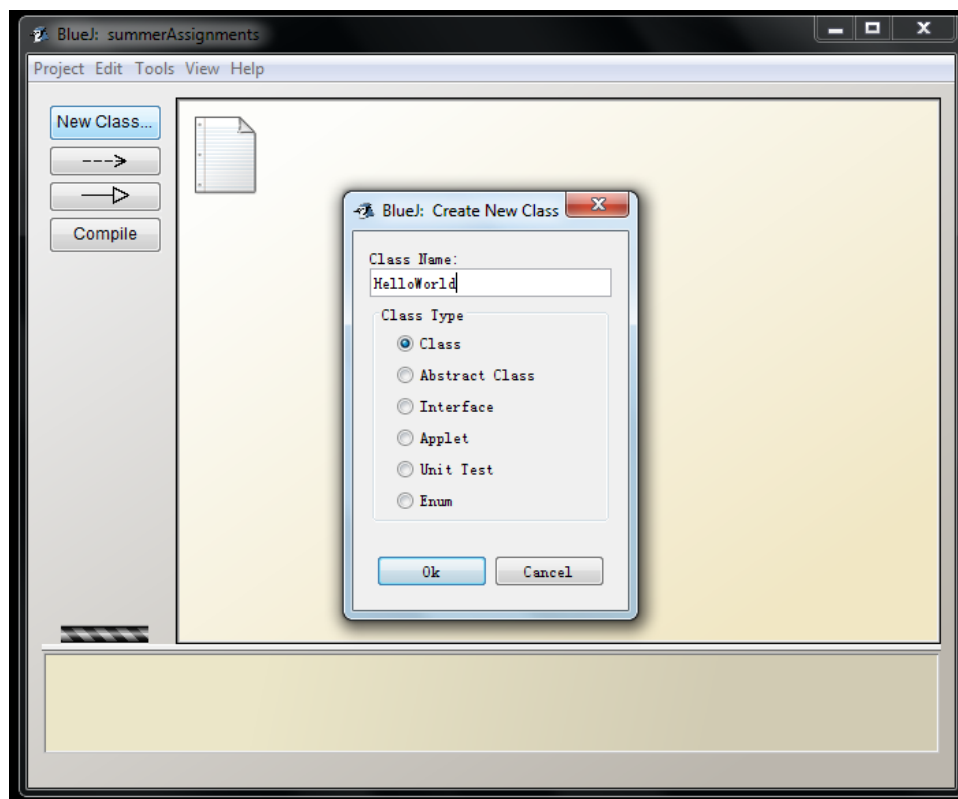 BlueJ: summerAssignments
Project Edit Tools View Help
New Class...
Compile
BlueJ: Create New Class
Class Name:
HelloWorld
Class Type
Class
Abstract Class
Interface
Applet
Unit Test
Enum
Ok Cancel